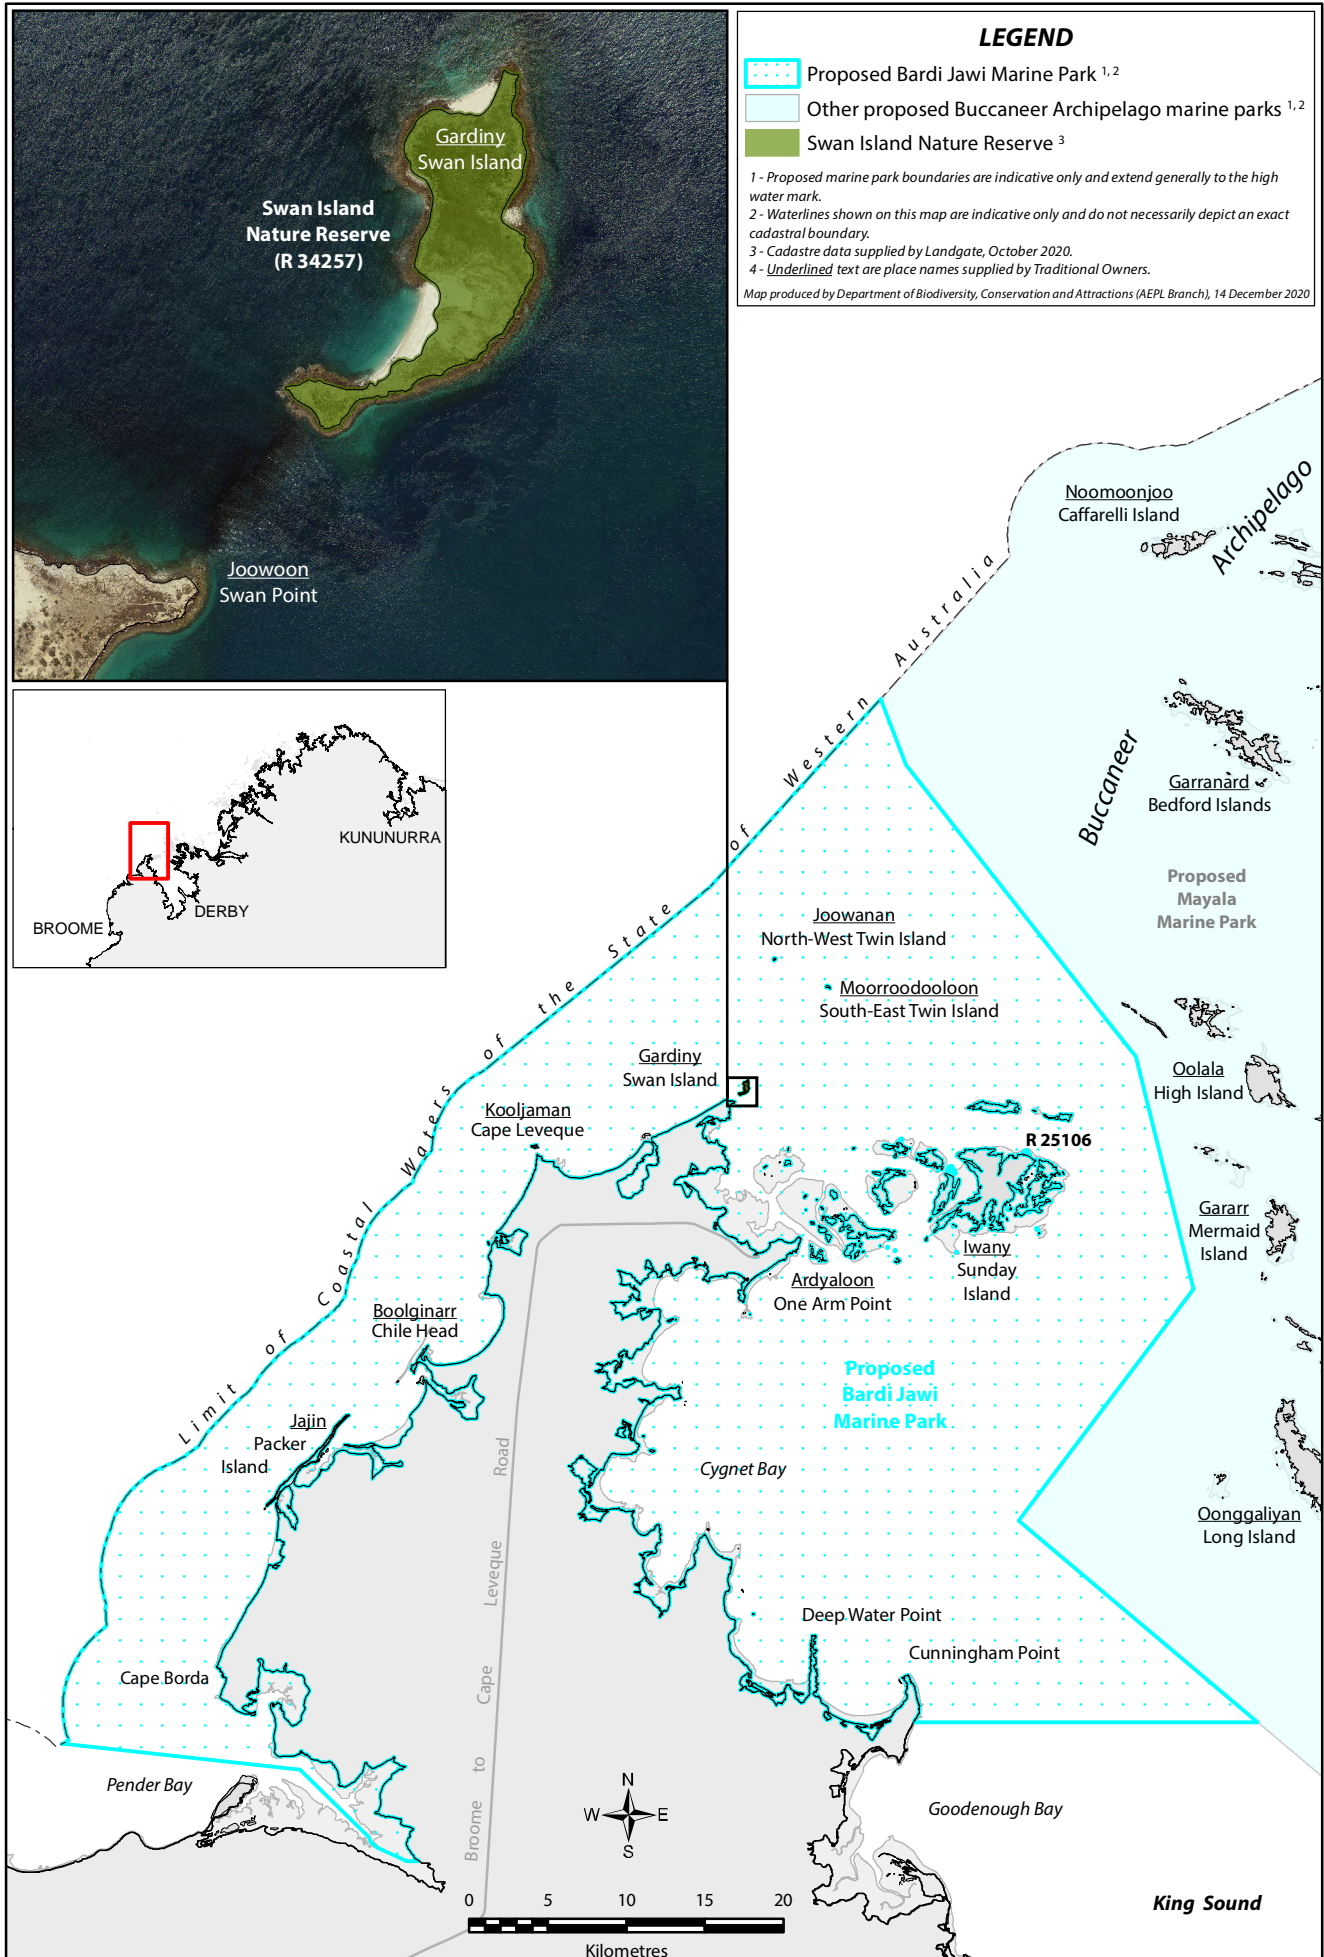 LEGEND
Proposed Bardi Jawi Marine Park 1, 2
Other proposed Buccaneer Archipelago marine parks 1, 2
Swan Island Nature Reserve 3
1 - Proposed marine park boundaries are indicative only and extend generally to the high
water mark.
2 - Waterlines shown on this map are indicative only and do not necessarily depict an exact
cadastral boundary.
3 - Cadastre data supplied by Landgate, October 2020.
4 - Underlined text are place names supplied by Traditional Owners.
Map produced by Department of Biodiversity, Conservation and Attractions (AEPL Branch), 14 December 2020
Gardiny
Swan Island
Swan Island
Nature Reserve
(R 34257)
Joowoon
Swan Point
KUNUNURRA
DERBY
BROOME
Noomoonjoo
Caffarelli Island
Buccaneer Archipelago
Limit of Coastal Waters of the State of Western Australia
Garranard
Bedford Islands
Proposed
Mayala
Marine Park
Joowanan
North-West Twin Island
Moorroodooloon
South-East Twin Island
Gardiny
Swan Island
Oolala
High Island
Kooljaman
Cape Leveque
R 25106
Gararr
Mermaid
Island
Iwany
Sunday
Island
Ardyaloon
One Arm Point
Boolginarr
Chile Head
Proposed
Bardi Jawi
Marine Park
Jajin
Packer
Island
Cygnet Bay
Oonggaliyan
Long Island
Broome to Cape Leveque Road
Deep Water Point
Cunningham Point
Cape Borda
Pender Bay
Goodenough Bay
N
W E
S
King Sound
0 5 10 15 20
Kilometres